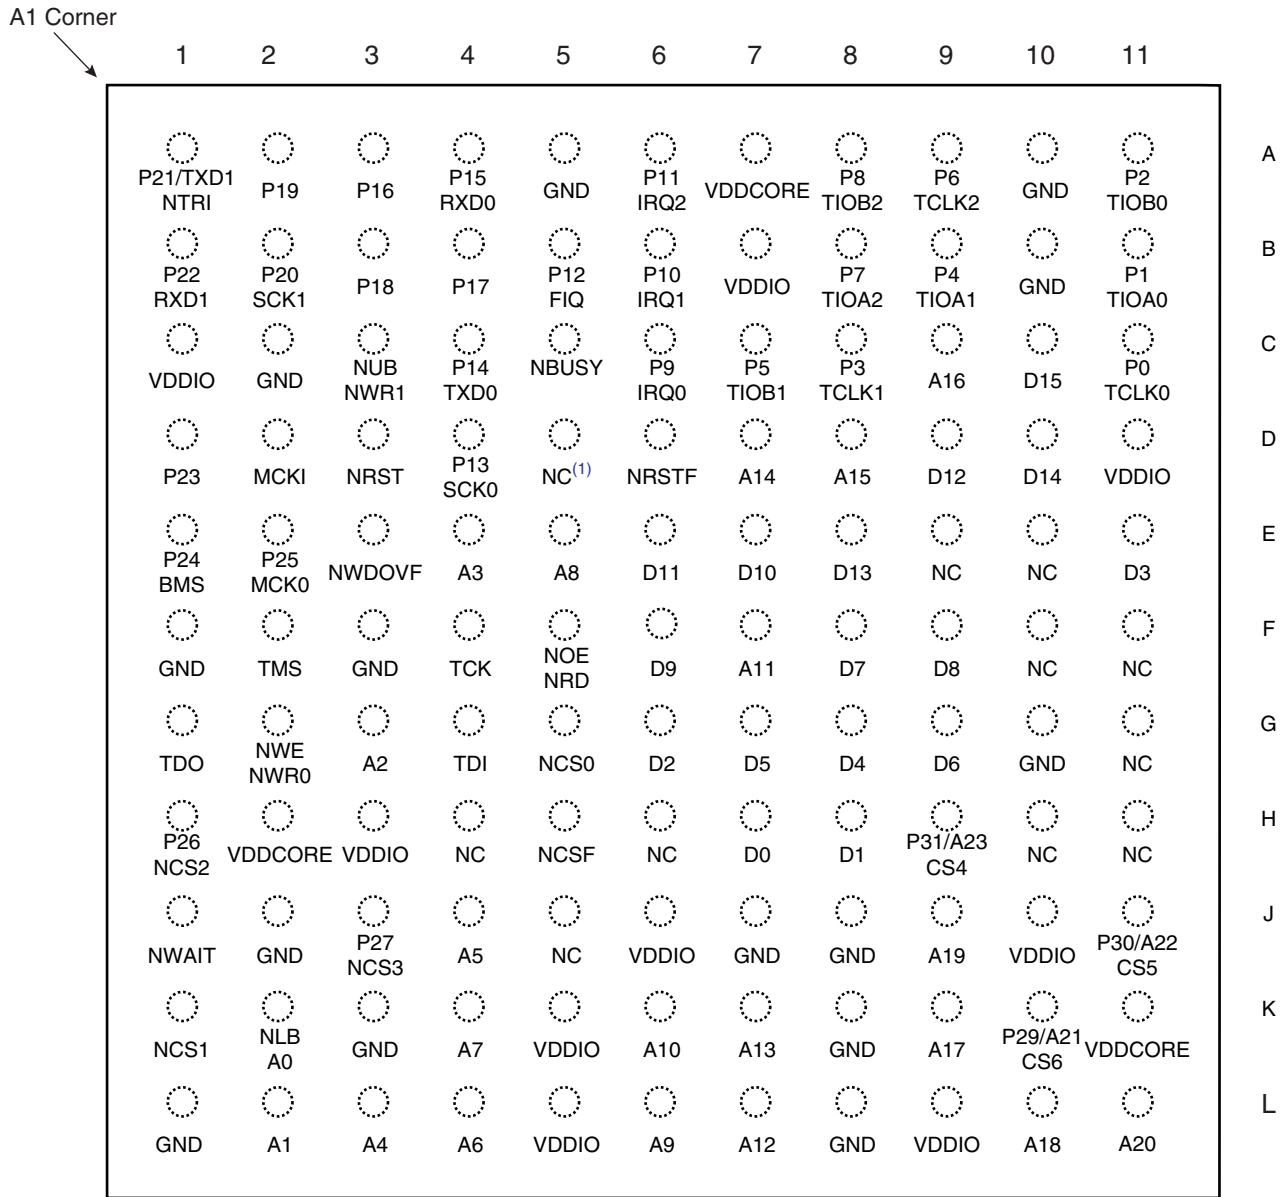 A1 Corner
1 2 3 4 5 6 7 8 9 10 11
A
P21/TXD1 P19 P16 P15 GND P11 VDDCORE P8 P6 GND P2
NTRI RXD0 IRQ2 TIOB2 TCLK2 TIOB0
B
P22 P20 P18 P17 P12 P10 VDDIO P7 P4 GND P1
RXD1 SCK1 FIQ IRQ1 TIOA2 TIOA1 TIOA0
C
VDDIO GND NUB P14 NBUSY P9 P5 P3 A16 D15 P0
NWR1 TXD0 IRQ0 TIOB1 TCLK1 TCLK0
D
P23 MCKI NRST P13 NC(1) NRSTF A14 A15 D12 D14 VDDIO
SCK0
E
P24 P25 NWDOVF A3 A8 D11 D10 D13 NC NC D3
BMS MCK0
F
GND TMS GND TCK NOE D9 A11 D7 D8 NC NC
NRD
G
TDO NWE A2 TDI NCS0 D2 D5 D4 D6 GND NC
NWR0
H
P26 VDDCORE VDDIO NC NCSF NC D0 D1 P31/A23 NC NC
NCS2 CS4
J
NWAIT GND P27 A5 NC VDDIO GND GND A19 VDDIO P30/A22
NCS3 CS5
K
NCS1 NLB GND A7 VDDIO A10 A13 GND A17 P29/A21 VDDCORE
A0 CS6
L
GND A1 A4 A6 VDDIO A9 A12 GND VDDIO A18 A20